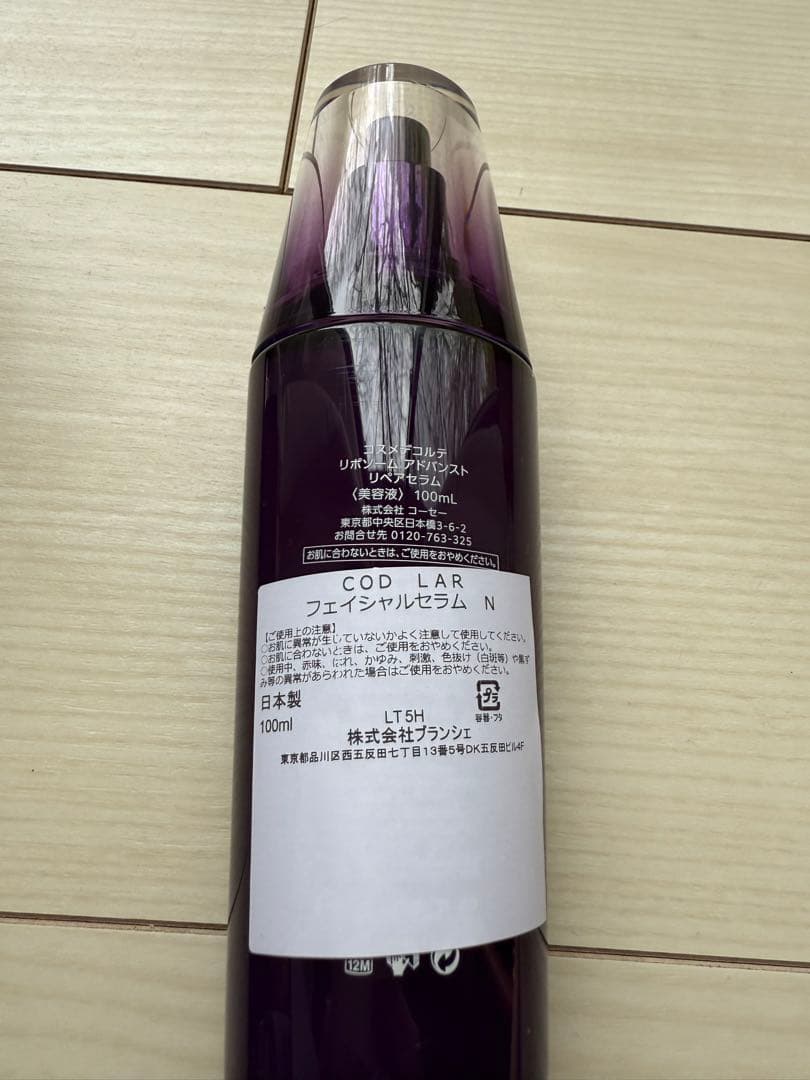 コスメデコルテ
リポソーム アドバンスト
リペアセラム
〈美容液〉 100mL
株式会社 コーセー
東京都中央区日本橋3-6-2
お問合せ先 0120-763-325
お肌に合わないときは、ご使用をおやめください。
COD LAR
フェイシャルセラム N
【ご使用上の注意】
○お肌に異常が生じていないかよく注意して使用してください。
○お肌に合わないときは、ご使用をおやめください。
○使用中、赤味、はれ、かゆみ、刺激、色抜け（白斑等）や黒ず
み等の異常があらわれた場合はご使用をおやめください。
日本製
プラ
容器・フタ
100ml
LT5H
株式会社ブランシェ
東京都品川区西五反田七丁目13番5号DK五反田ビル4F
12M